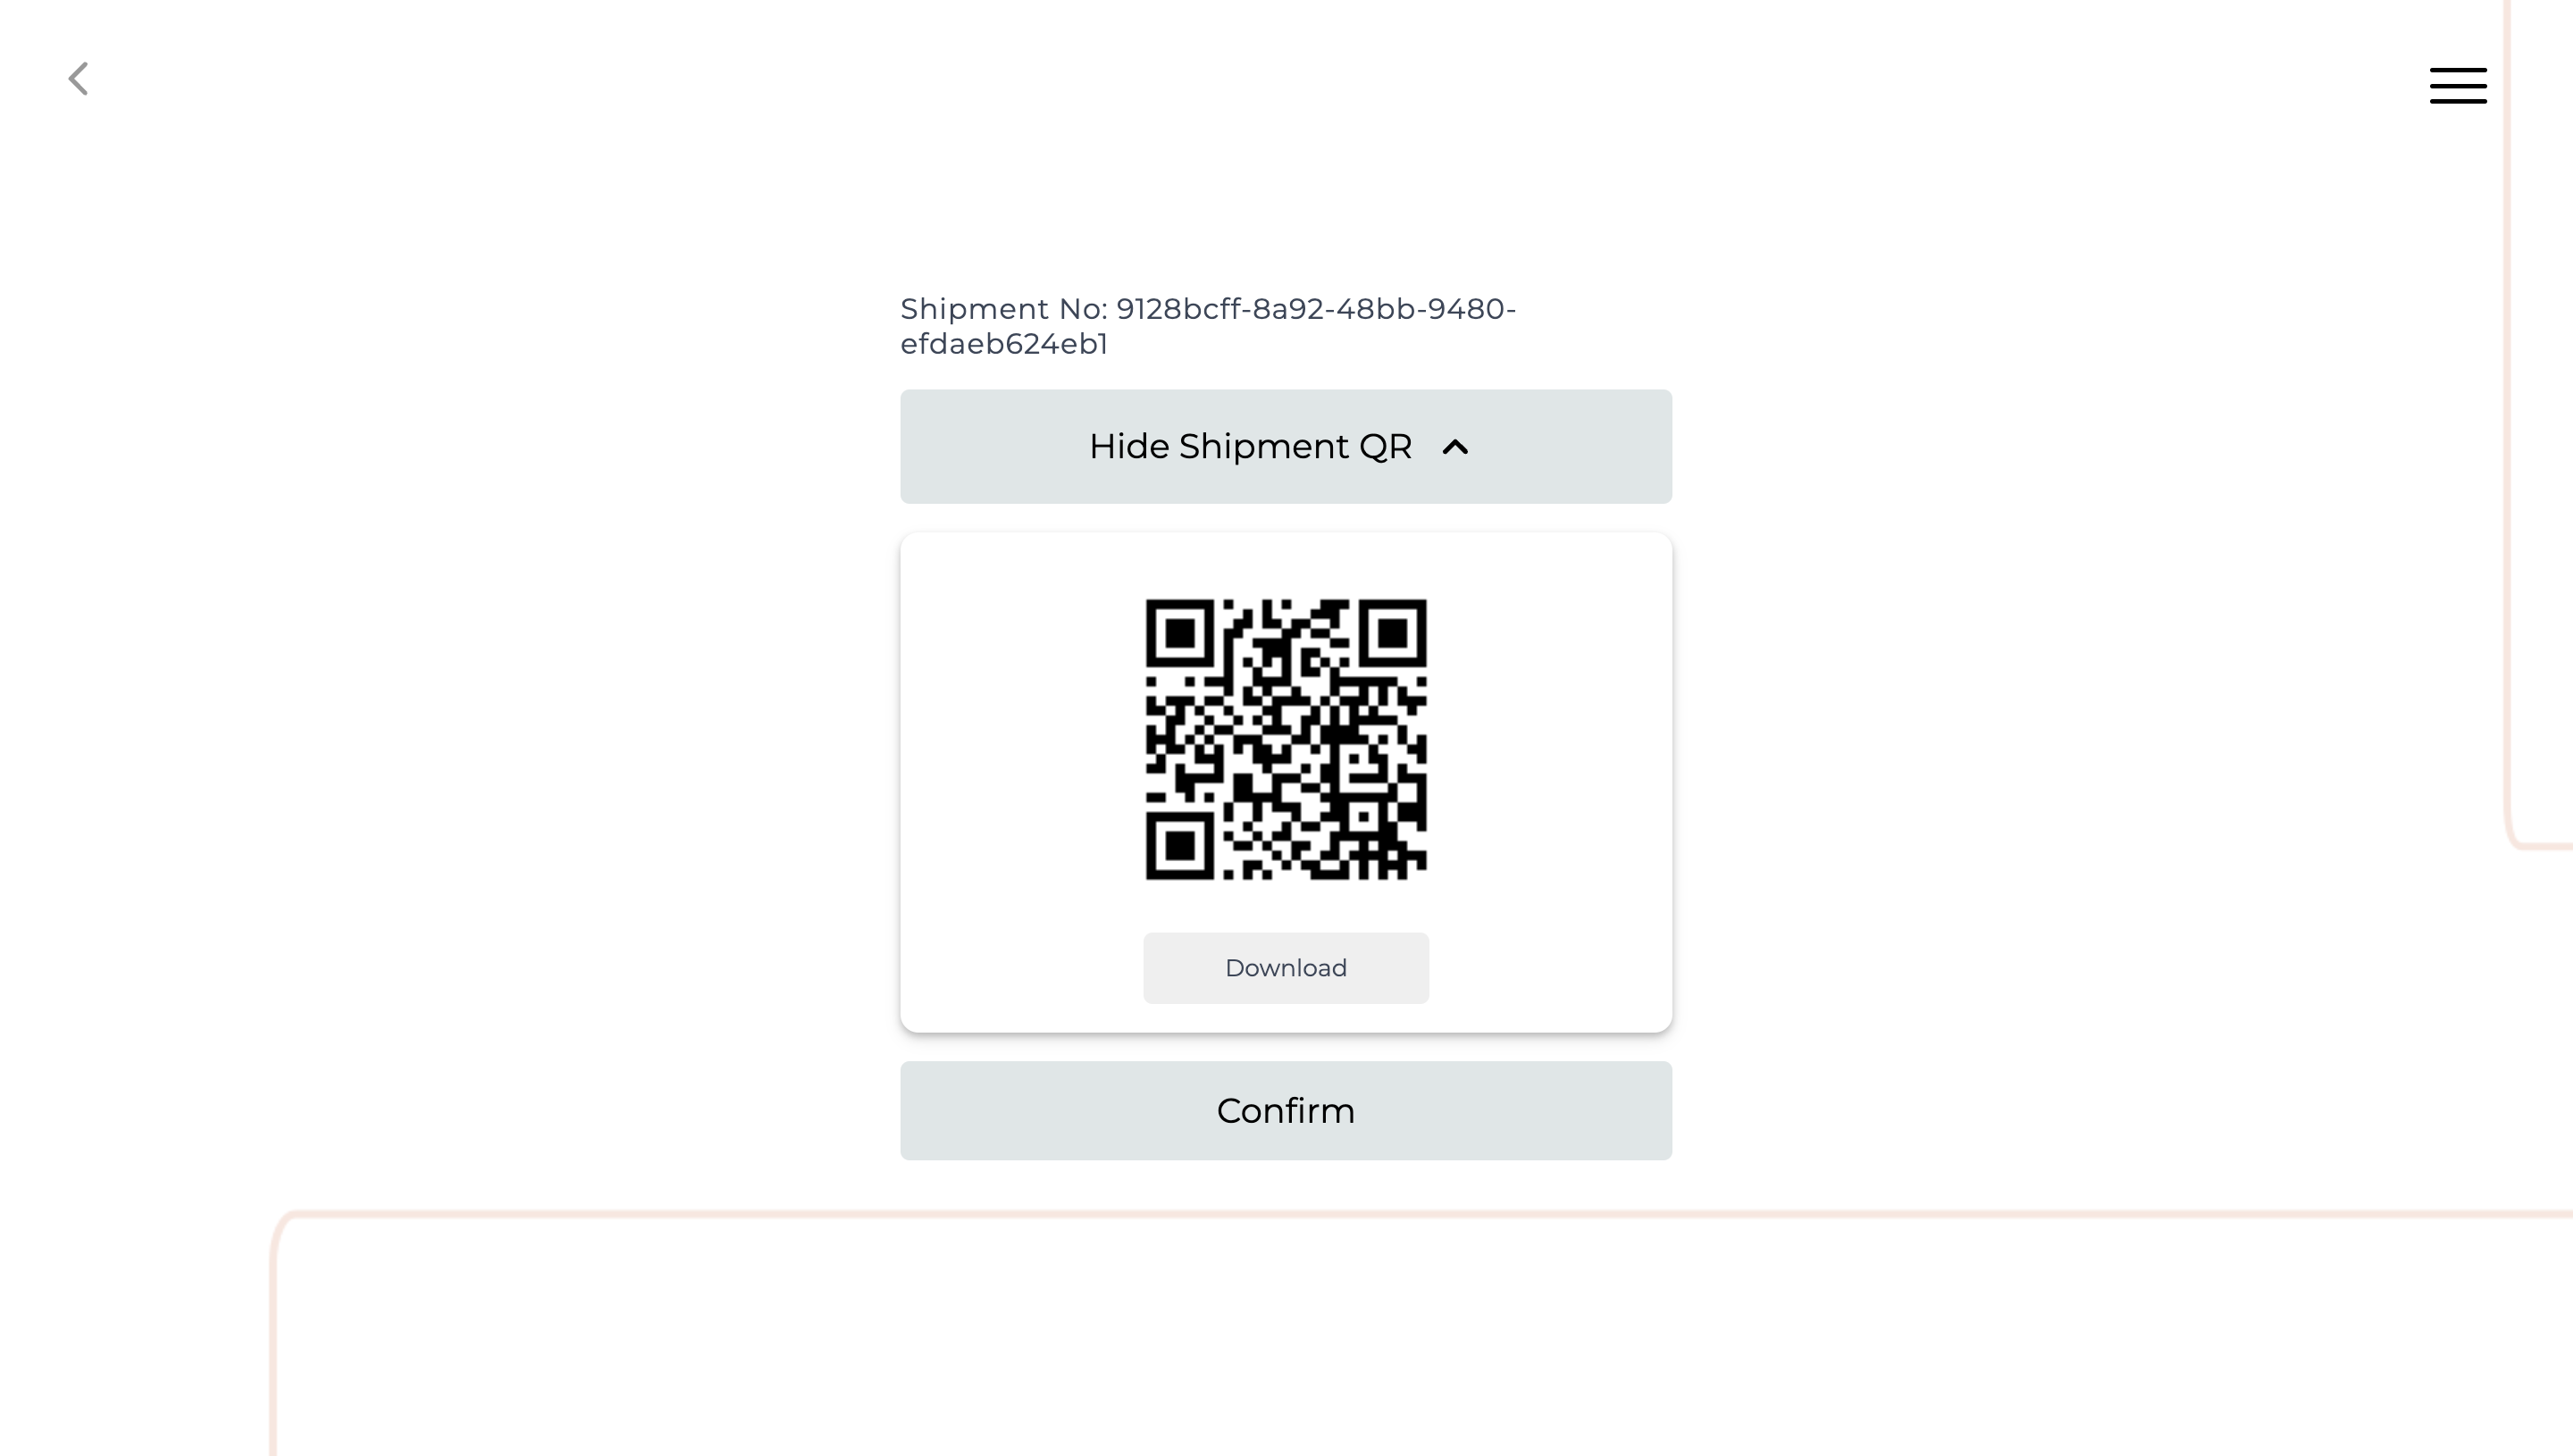 Shipment No: 9128bcff-8a92-48bb-9480-
efdaeb624eb1
Hide Shipment QR
Download
Confirm